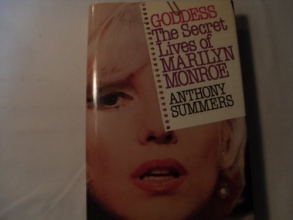 GODDESS
The Secret
Lives of
MARILYN
MONROE
ANTHONY
SUMMERS